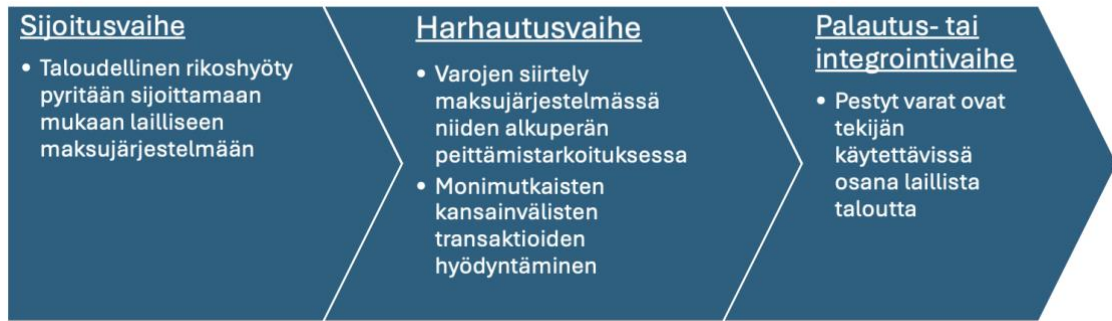 Sijoitusvaihe
• Taloudellinen rikoshyöty
pyritään sijoittamaan
mukaan lailliseen
maksujärjestelmään
Harhautusvaihe
• Varojen siirtely
maksujärjestelmässä
niiden alkuperän
peittämistarkoituksessa
• Monimutkaisten
kansainvälisten
transaktioiden
hyödyntäminen
Palautus- tai
integrointivaihe
• Pestyt varat ovat
tekijän
käytettävissä
osana laillista
taloutta